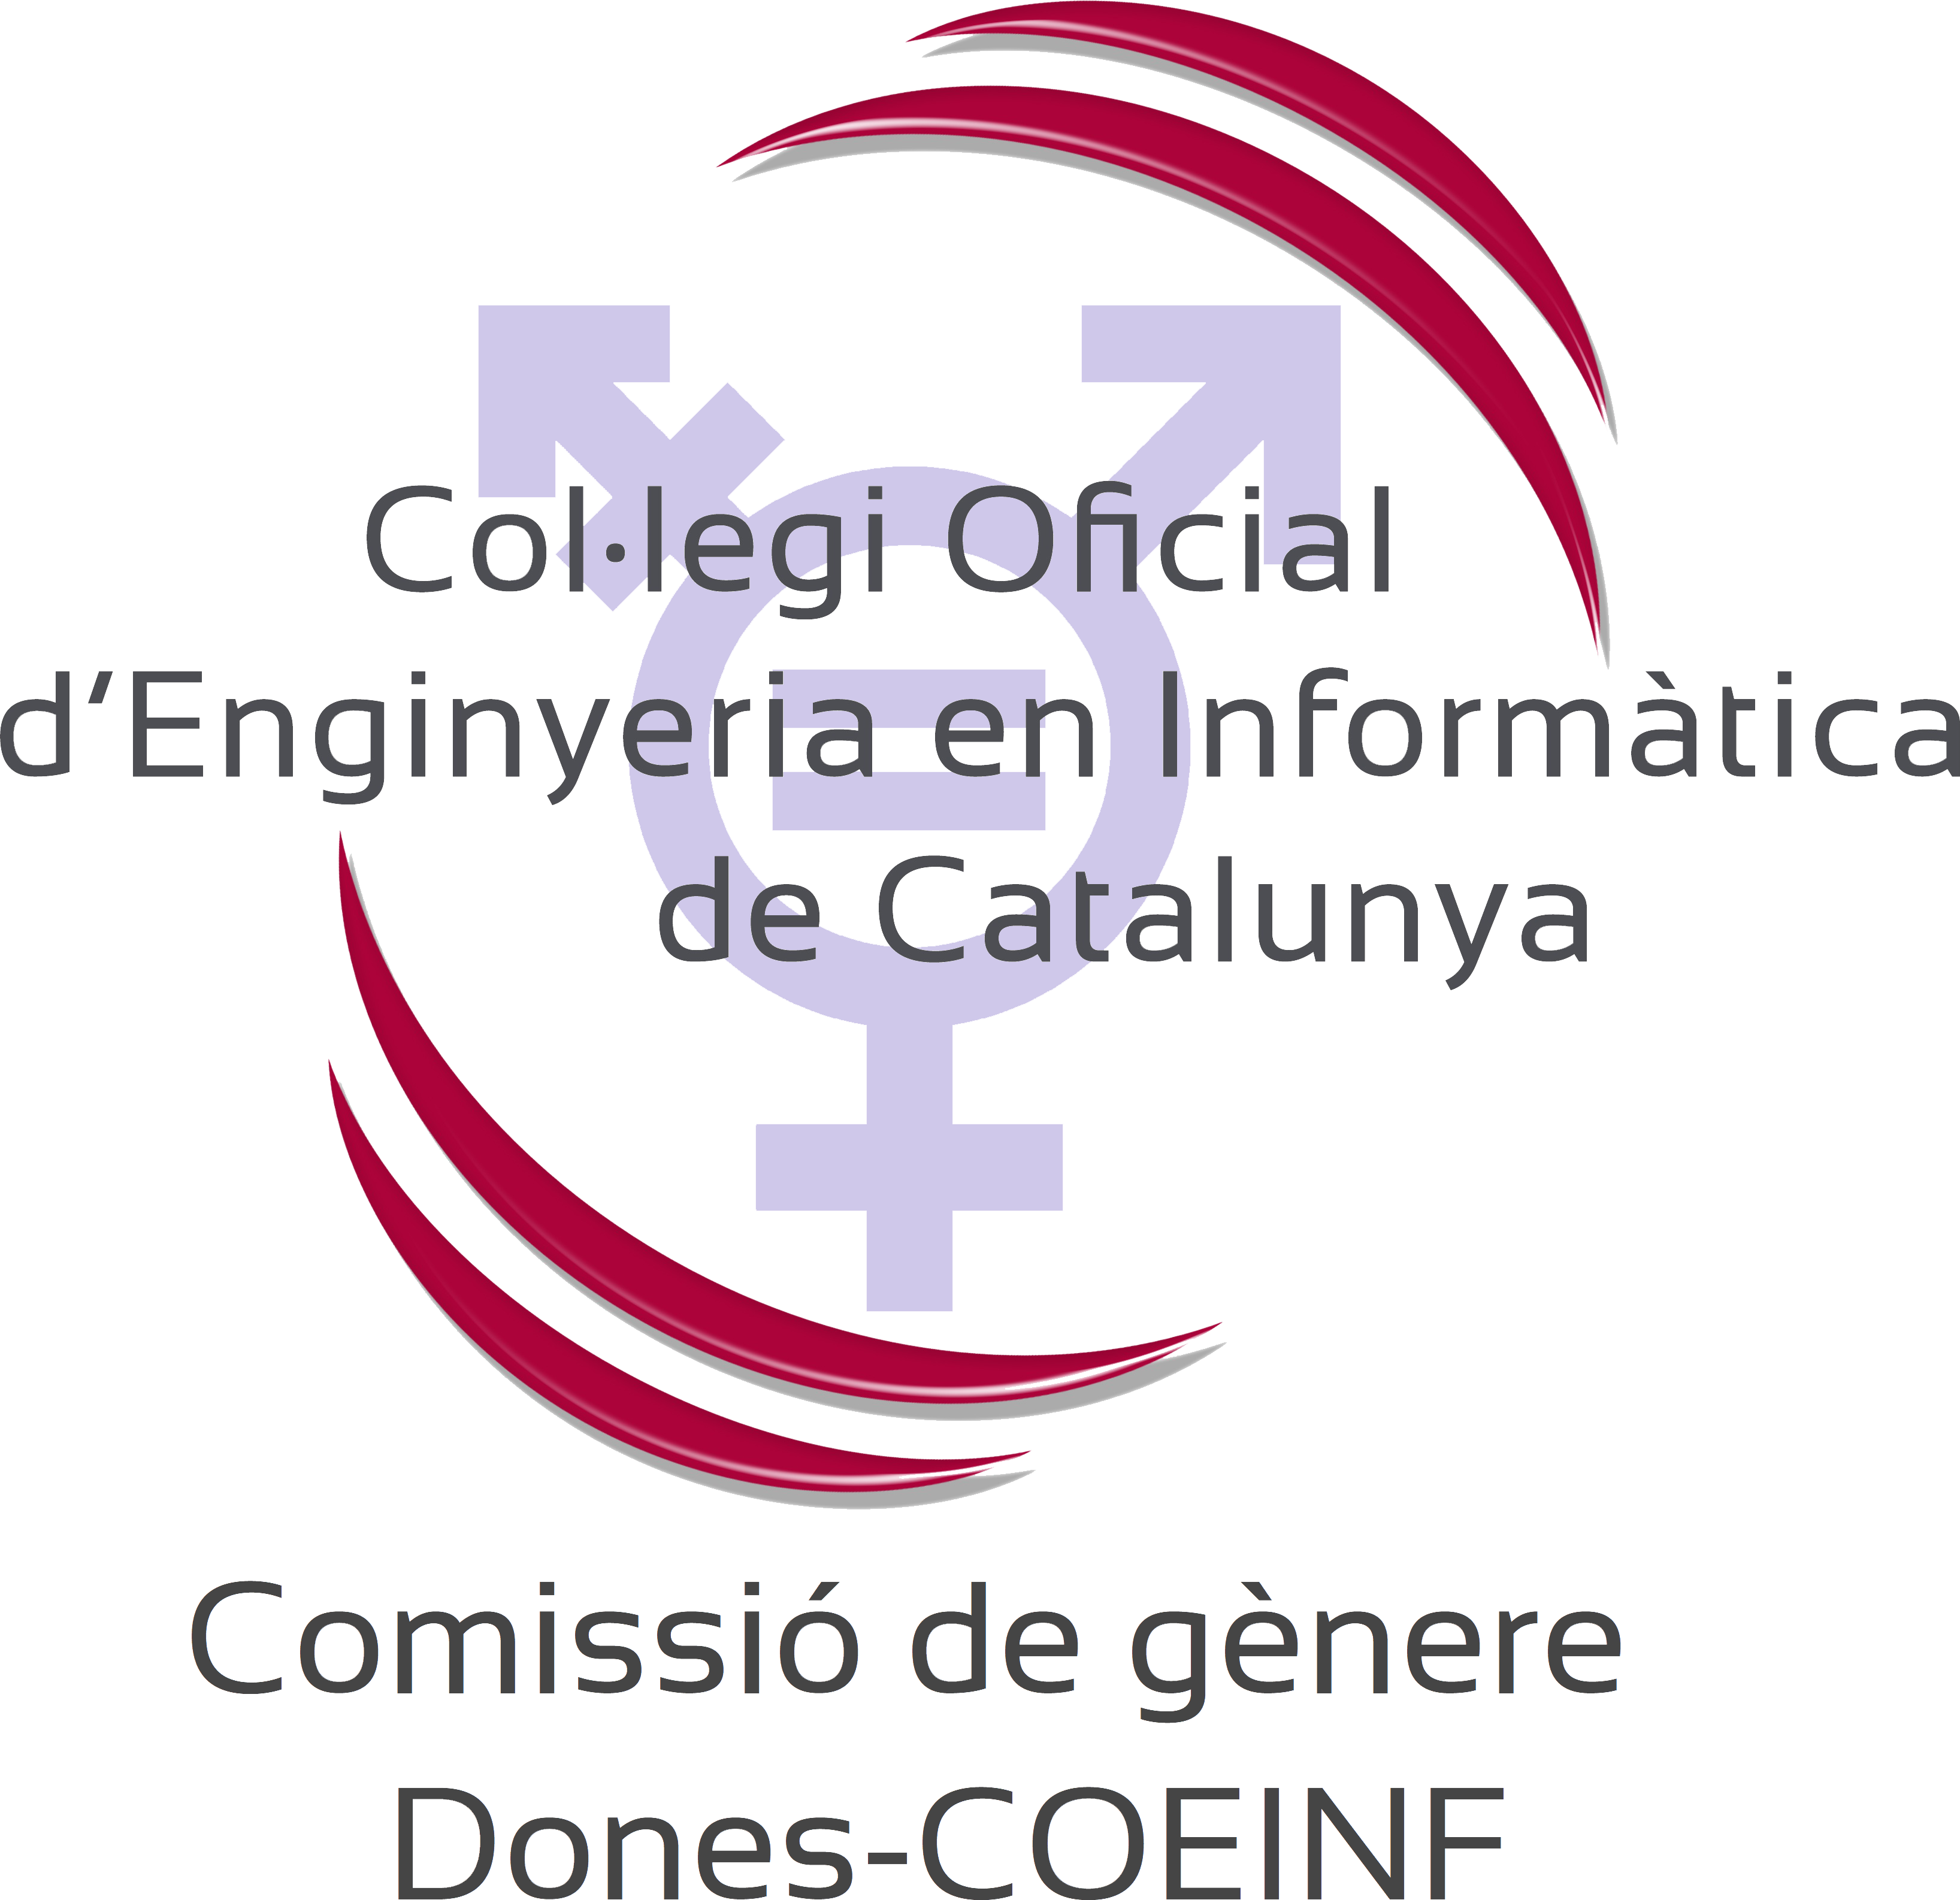 Col·legi Oficial
d‘Enginyeria en Informàtica
de Catalunya
Comissió de gènere
Dones-COEINF